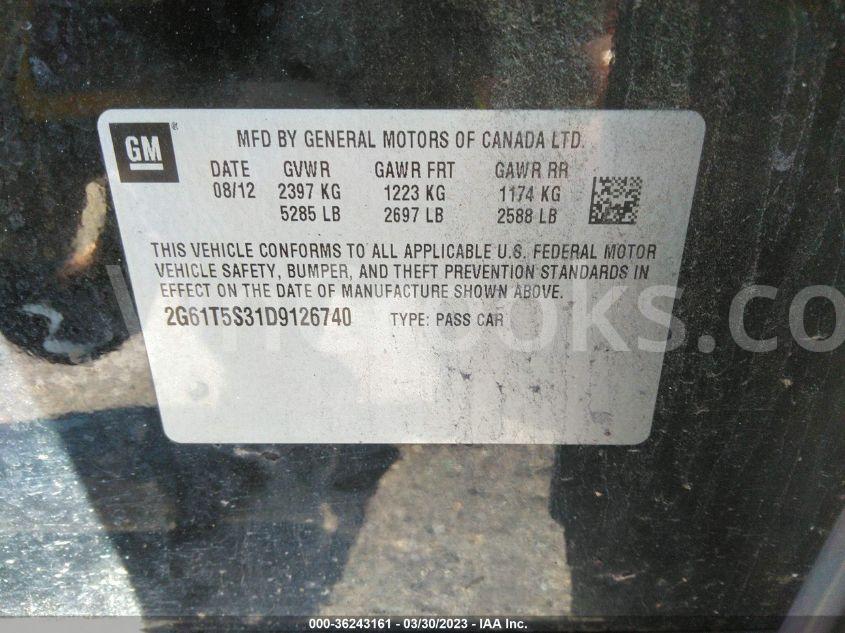 GM®
MFD BY GENERAL MOTORS OF CANADA LTD.
DATE GVWR GAWR FRT GAWR RR
08/12 2397 KG 1223 KG 1174 KG
5285 LB 2697 LB 2588 LB
THIS VEHICLE CONFORMS TO ALL APPLICABLE U.S. FEDERAL MOTOR
VEHICLE SAFETY, BUMPER, AND THEFT PREVENTION STANDARDS IN
EFFECT ON THE DATE OF MANUFACTURE SHOWN ABOVE.
2G61T5S31D9126740 TYPE: PASS CAR
000-36243161 - 03/30/2023 - IAA Inc.